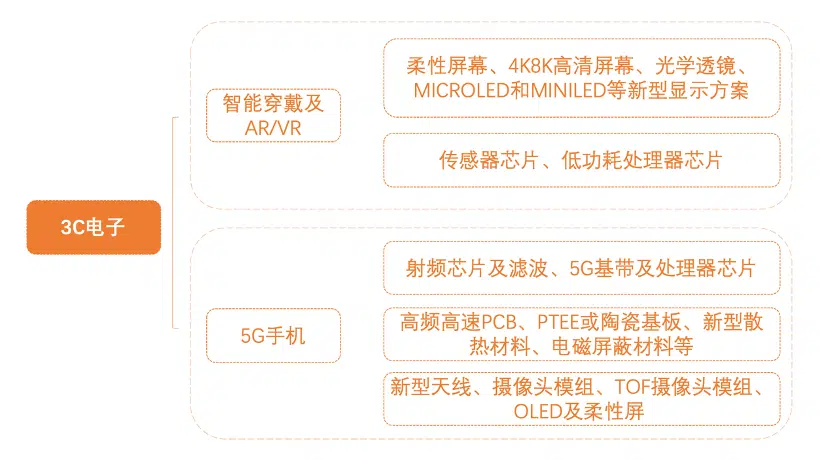 3C电子
智能穿戴及
AR/VR
柔性屏幕、4K8K高清屏幕、光学透镜、
MICROLED和MINILED等新型显示方案
传感器芯片、低功耗处理器芯片
5G手机
射频芯片及滤波、5G基带及处理器芯片
高频高速PCB、PTEE或陶瓷基板、新型散
热材料、电磁屏蔽材料等
新型天线、摄像头模组、TOF摄像头模组、
OLED及柔性屏